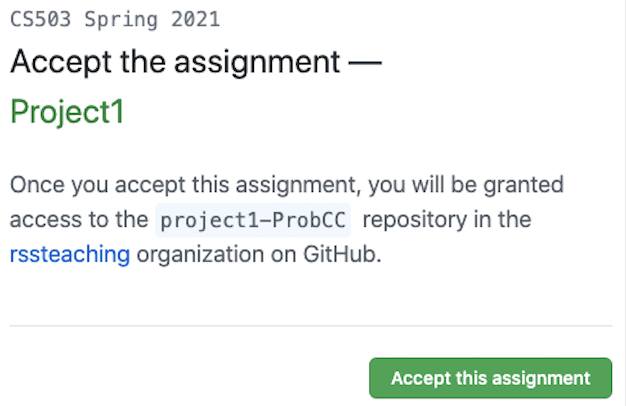 CS503 Spring 2021
Accept the assignment —
Project1
Once you accept this assignment, you will be granted
access to the project1-ProbCC repository in the
rssteaching organization on GitHub.
Accept this assignment